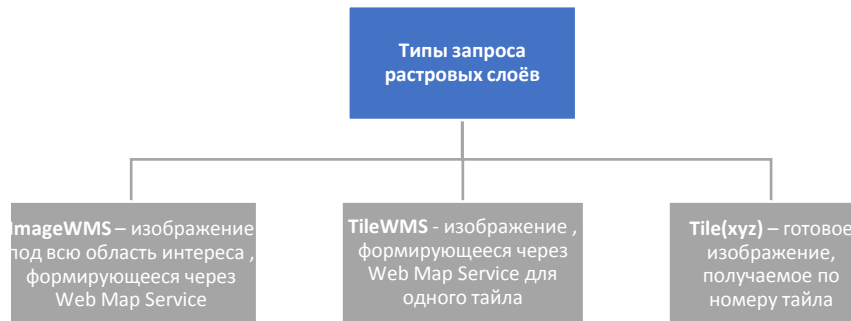 Типы запроса
растровых слоёв
ImageWMS – изображение
под всю область интереса ,
формирующееся через
Web Map Service
TileWMS - изображение ,
формирующееся через
Web Map Service для
одного тайла
Tile(xyz) – готовое
изображение,
получаемое по
номеру тайла